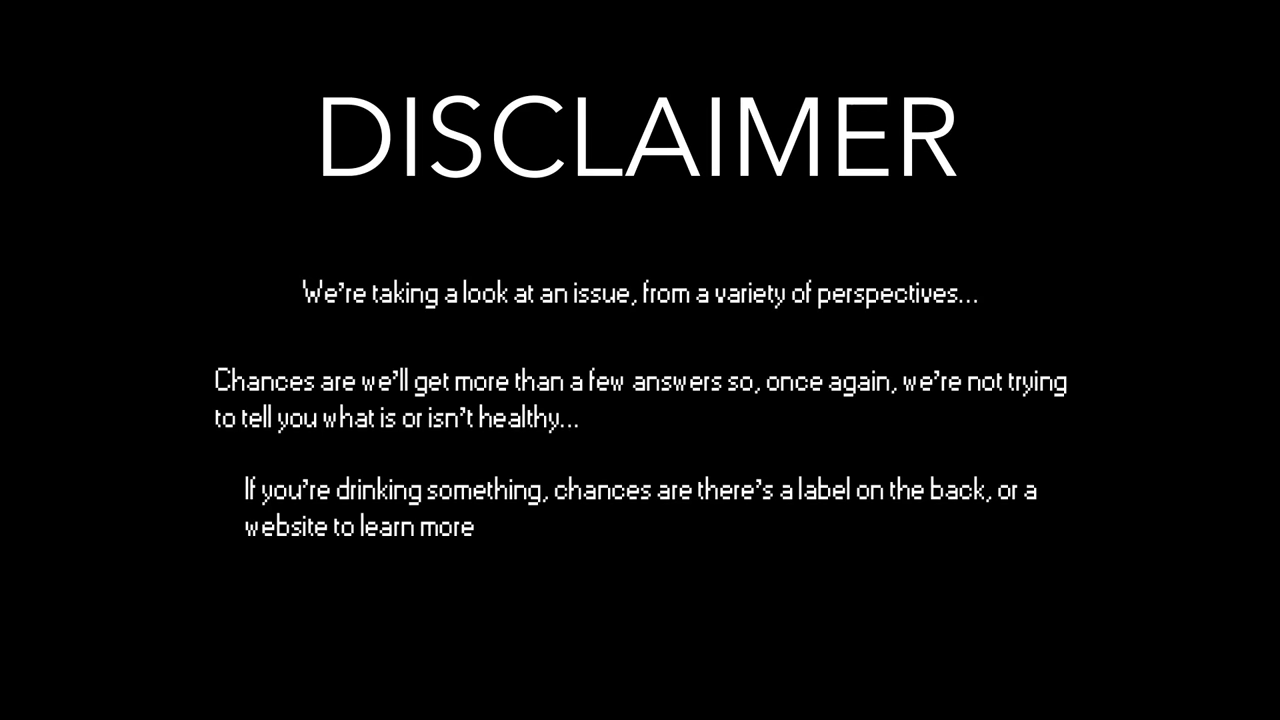 DISCLAIMER
We're taking a look at an issue, from a variety of perspectives...
Chances are we'll get more than a few answers so, once again, we're not trying
to tell you what is or isn't healthy...
If you're drinking something, chances are there's a label on the back, or a
website to learn more